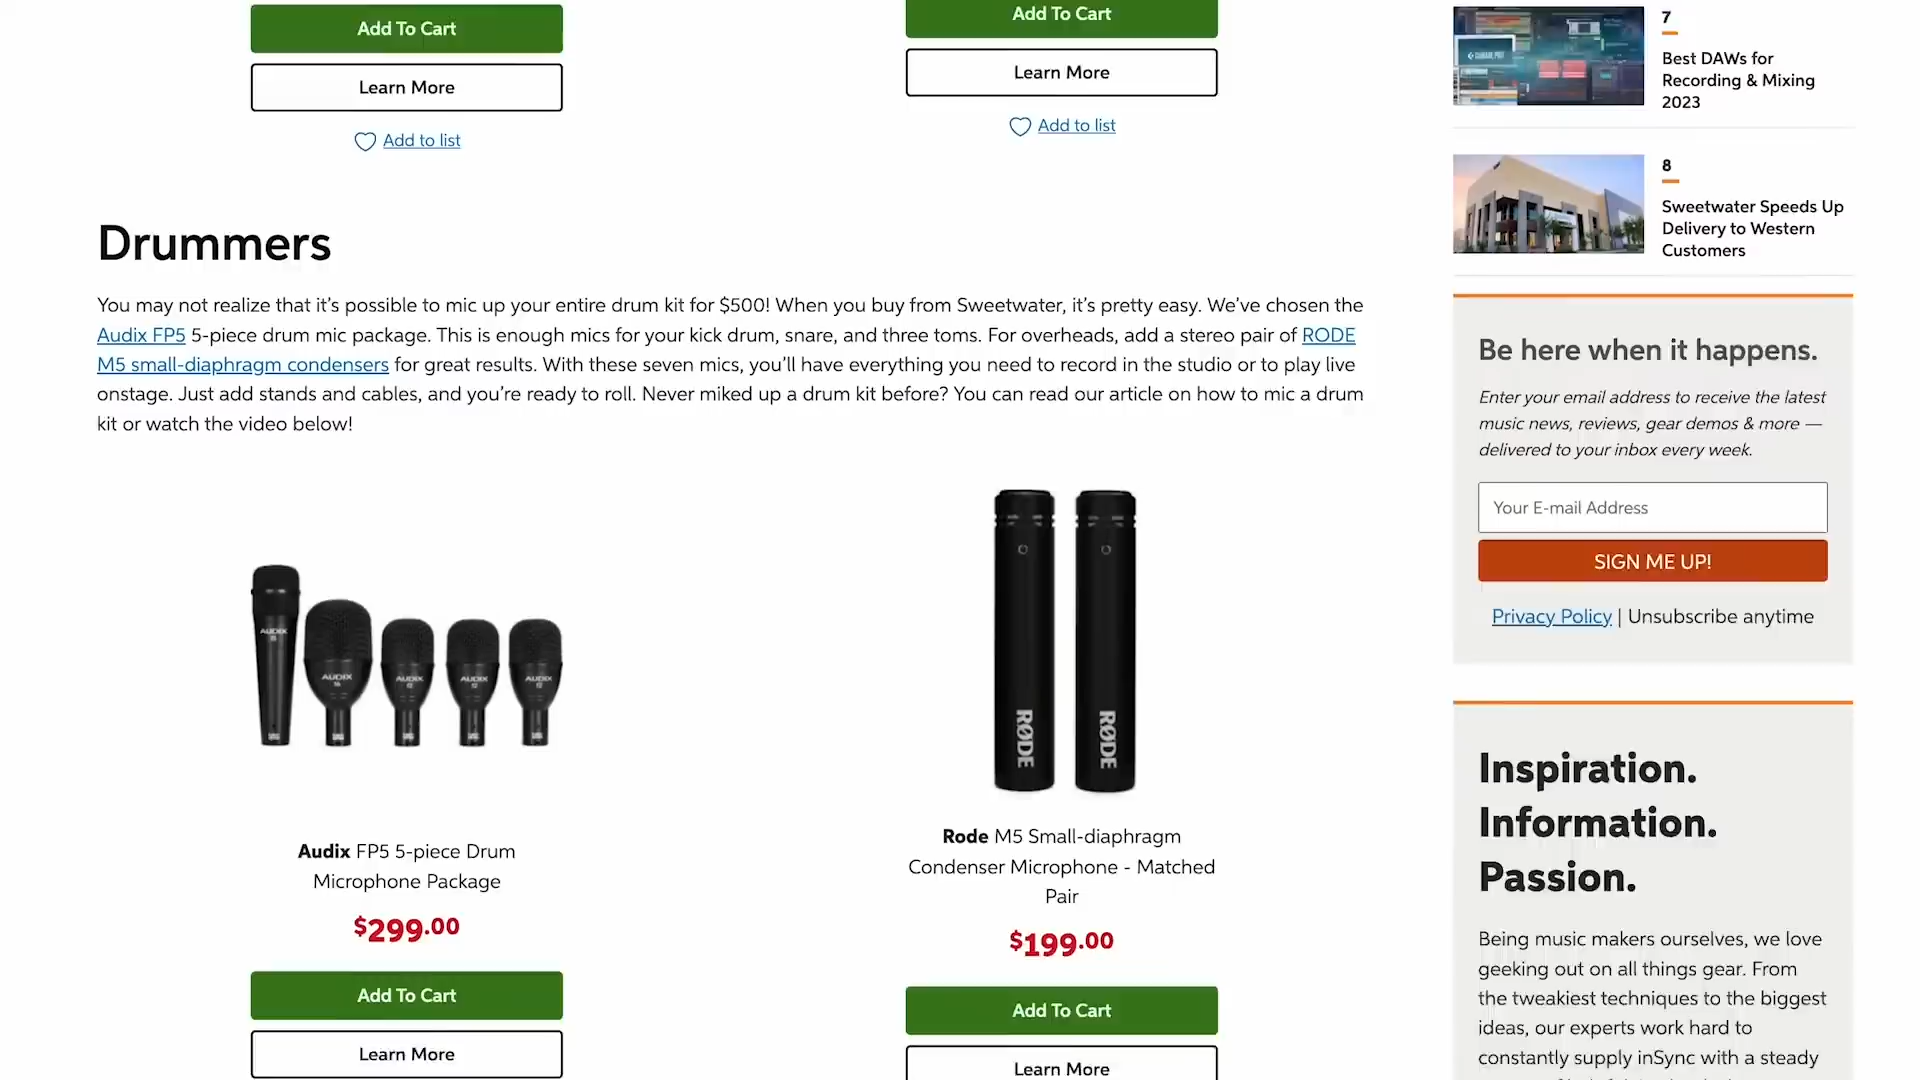 Add To Cart
Learn More
Add to list
Add To Cart
Learn More
Add to list
Drummers
You may not realize that it's possible to mic up your entire drum kit for $500! When you buy from Sweetwater, it's pretty easy. We've chosen the
Audix FP5 5-piece drum mic package. This is enough mics for your kick drum, snare, and three toms. For overheads, add a stereo pair of RODE
M5 small-diaphragm condensers for great results. With these seven mics, you'll have everything you need to record in the studio or to play live
onstage. Just add stands and cables, and you're ready to roll. Never miked up a drum kit before? You can read our article on how to mic a drum
kit or watch the video below!
AUDIX
AUDIX
AUDIX
AUDIX
AUDIX
Audix FP5 5-piece Drum
Microphone Package
$299.00
Add To Cart
Learn More
RØDE
RØDE
Rode M5 Small-diaphragm
Condenser Microphone - Matched
Pair
$199.00
Add To Cart
Learn More
7
Best DAWs for
Recording & Mixing
2023
8
Sweetwater Speeds Up
Delivery to Western
Customers
Be here when it happens.
Enter your email address to receive the latest
music news, reviews, gear demos & more —
delivered to your inbox every week.
Your E-mail Address
SIGN ME UP!
Privacy Policy | Unsubscribe anytime
Inspiration.
Information.
Passion.
Being music makers ourselves, we love
geeking out on all things gear. From
the tweakiest techniques to the biggest
ideas, our experts work hard to
constantly supply inSync with a steady